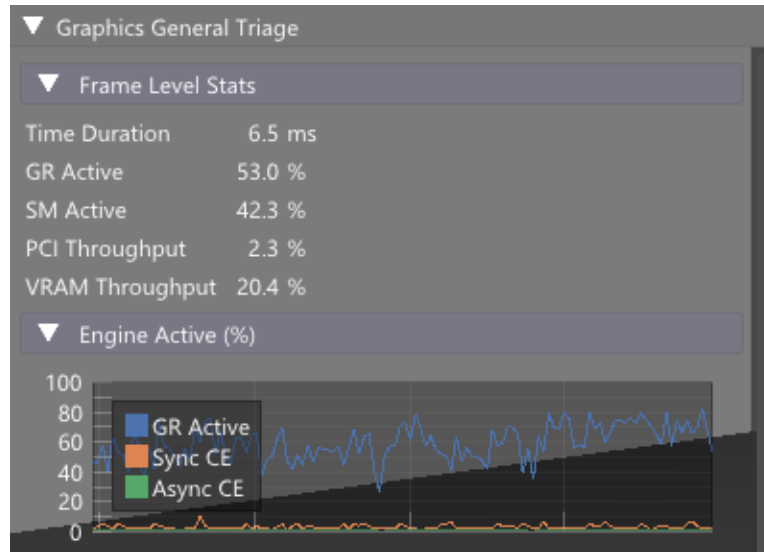 Graphics General Triage
Frame Level Stats
Time Duration 6.5 ms
GR Active 53.0 %
SM Active 42.3 %
PCI Throughput 2.3 %
VRAM Throughput 20.4 %
Engine Active (%)
100
80
60
40
20
0
GR Active
Sync CE
Async CE